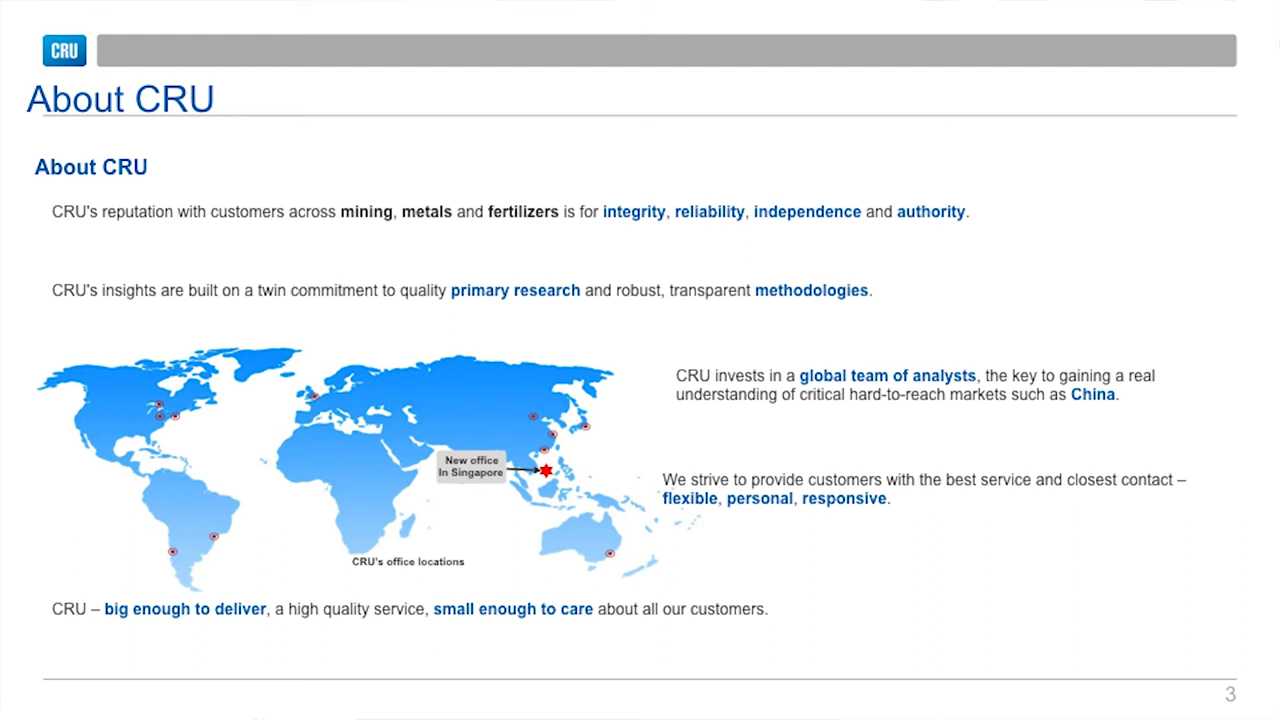 CRU
About CRU
About CRU
CRU's reputation with customers across mining, metals and fertilizers is for integrity, reliability, independence and authority.
CRU's insights are built on a twin commitment to quality primary research and robust, transparent methodologies.
CRU invests in a global team of analysts, the key to gaining a real
understanding of critical hard-to-reach markets such as China.
New office
In Singapore
We strive to provide customers with the best service and closest contact –
flexible, personal, responsive.
CRU's office locations
CRU – big enough to deliver, a high quality service, small enough to care about all our customers.
3